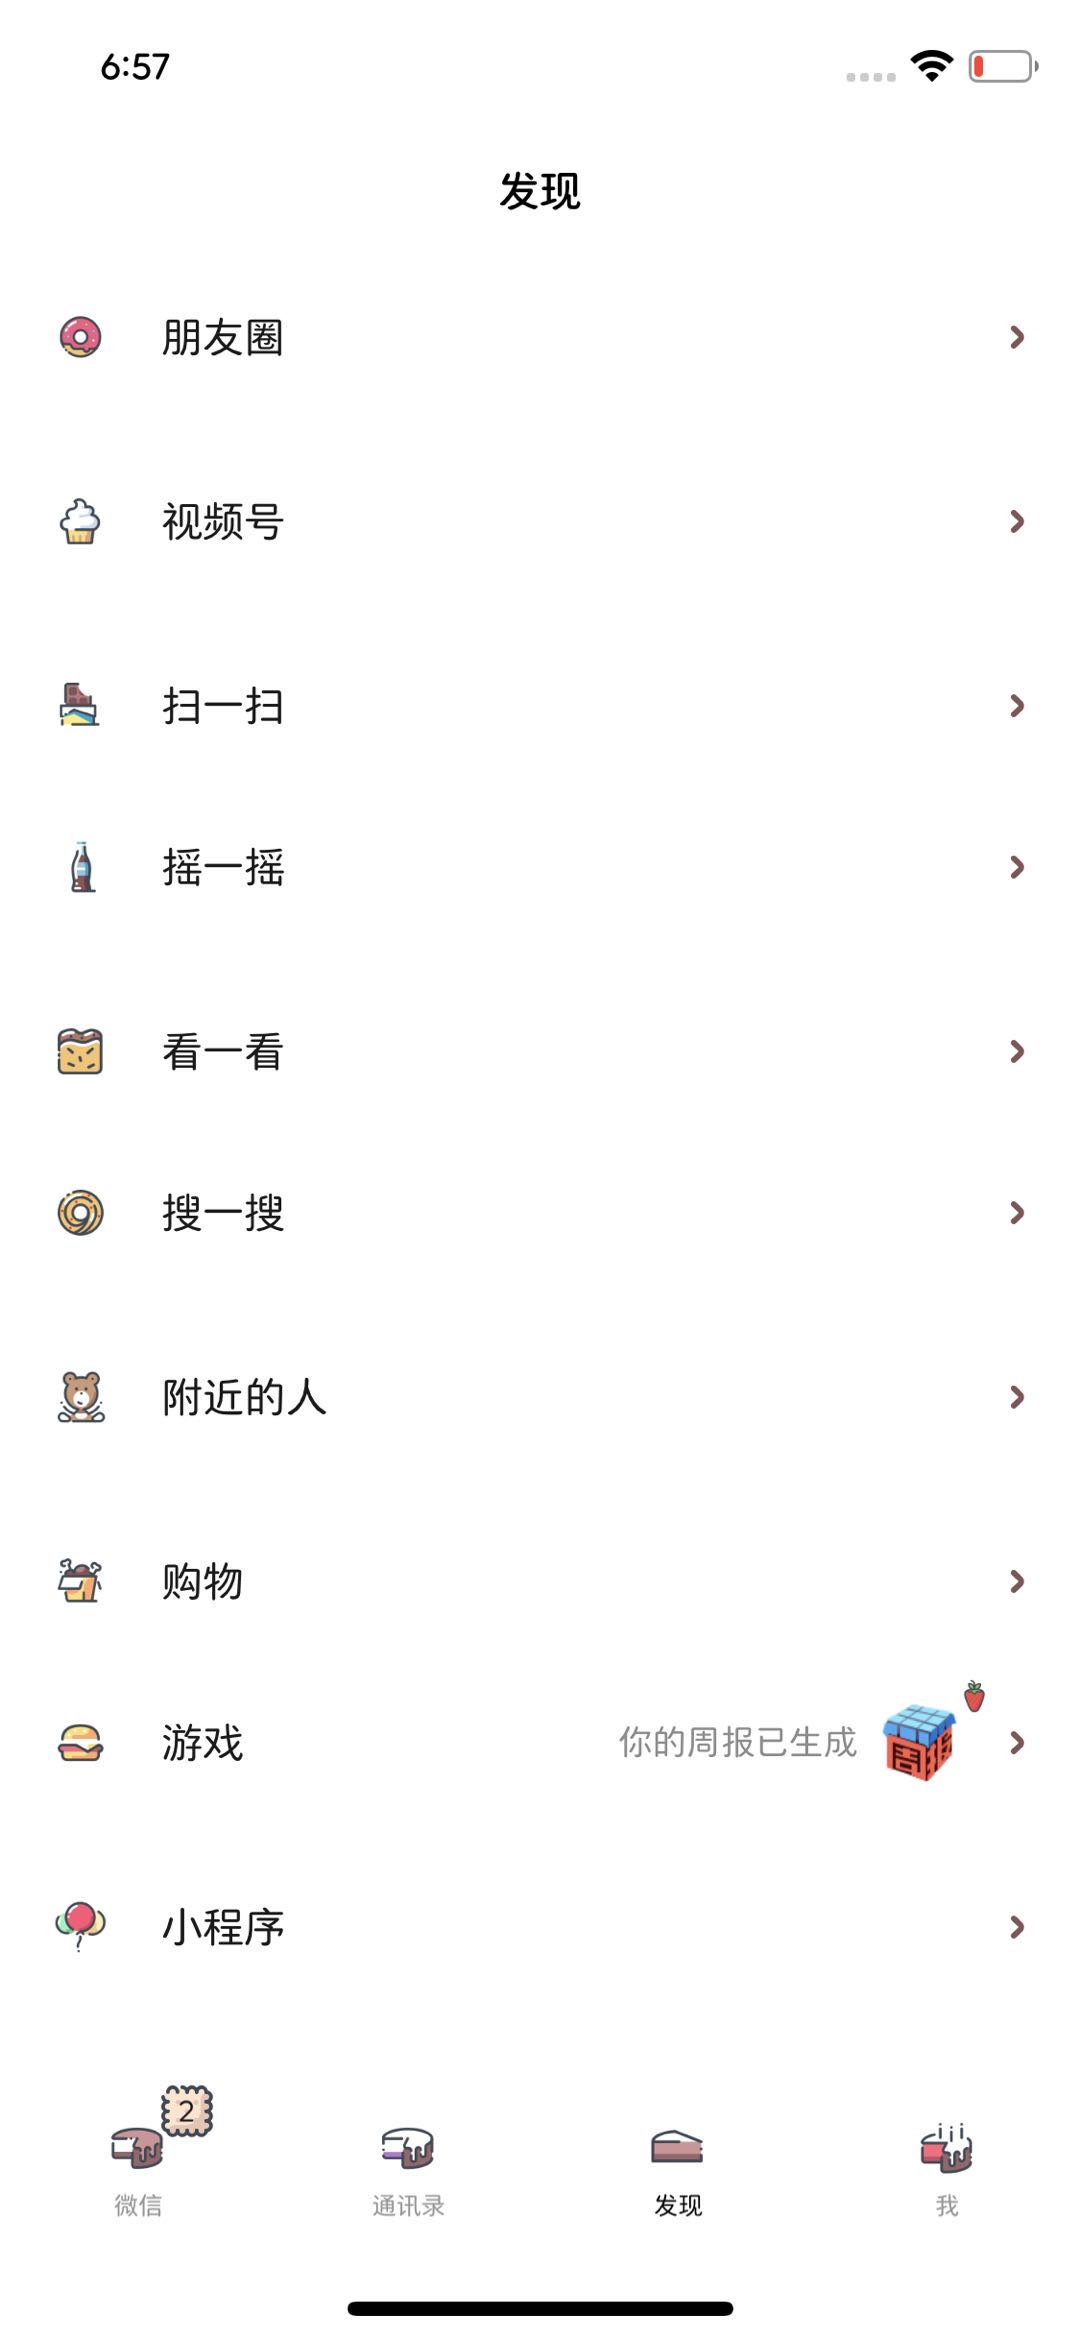 6:57
发现
朋友圈
视频号
扫一扫
摇一摇
看一看
搜一搜
附近的人
购物
游戏
你的周报已生成
周报
小程序
2
微信
通讯录
发现
我